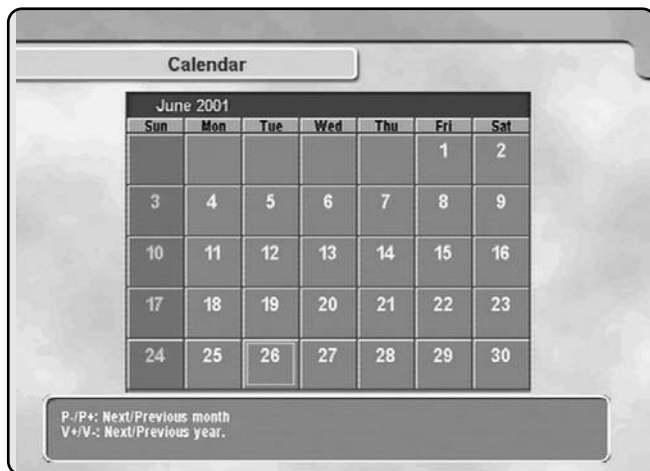 Calendar
June 2001
Sun Mon Tue Wed Thu Fri Sat
1 2
3 4 5 6 7 8 9
10 11 12 13 14 15 16
17 18 19 20 21 22 23
24 25 26 27 28 29 30
P-/P+: Next/Previous month
V+/V-: Next/Previous year.